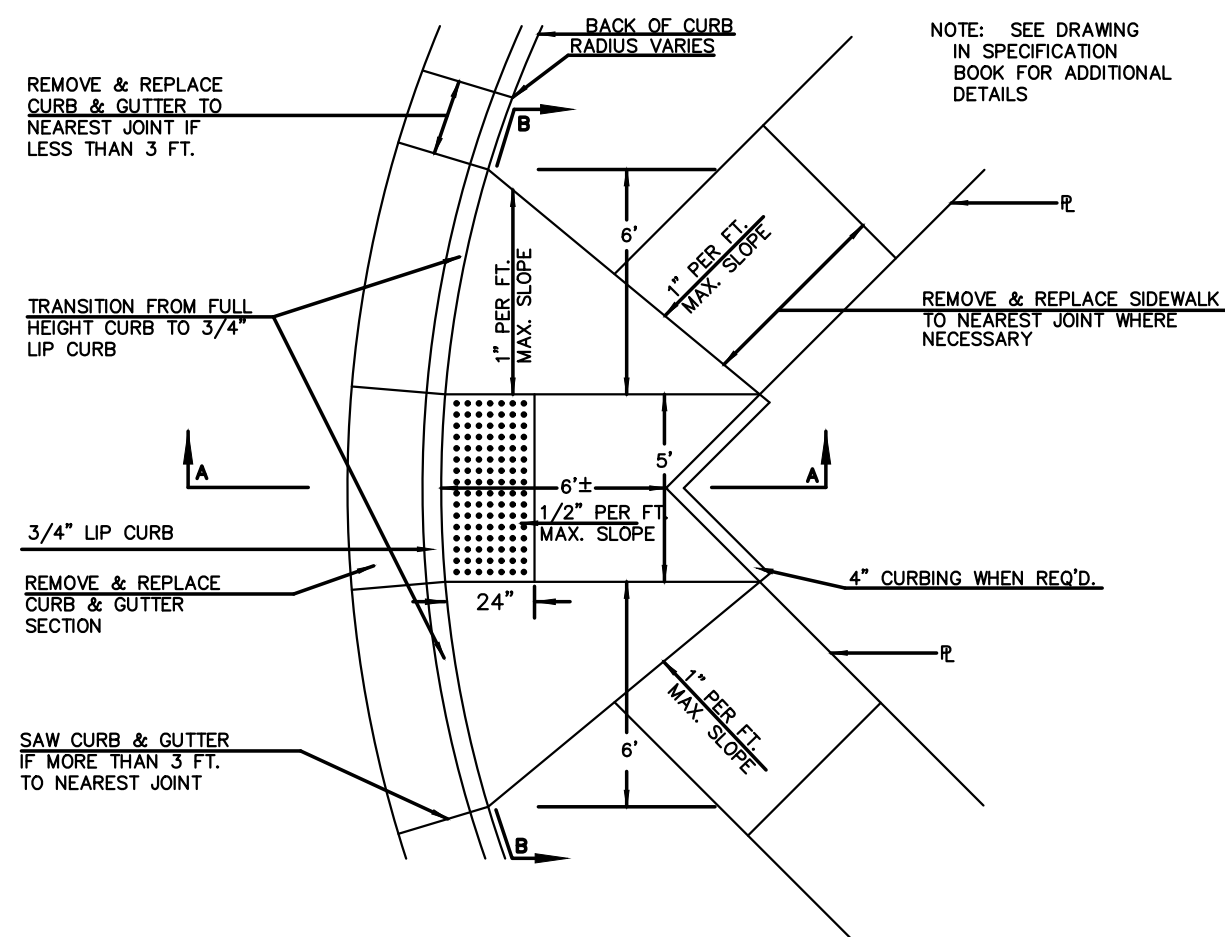 BACK OF CURB
RADIUS VARIES
NOTE: SEE DRAWING
IN SPECIFICATION
BOOK FOR ADDITIONAL
DETAILS
REMOVE & REPLACE
CURB & GUTTER TO
NEAREST JOINT IF
LESS THAN 3 FT.
B
6'
1" PER FT.
MAX. SLOPE
1" PER FT.
MAX. SLOPE
PL
TRANSITION FROM FULL
HEIGHT CURB TO 3/4"
LIP CURB
REMOVE & REPLACE SIDEWALK
TO NEAREST JOINT WHERE
NECESSARY
A
5'
A
6'±
1/2" PER FT.
MAX. SLOPE
3/4" LIP CURB
REMOVE & REPLACE
CURB & GUTTER
SECTION
24"
4" CURBING WHEN REQ'D.
PL
1" PER FT.
MAX. SLOPE
6'
SAW CURB & GUTTER
IF MORE THAN 3 FT.
TO NEAREST JOINT
B